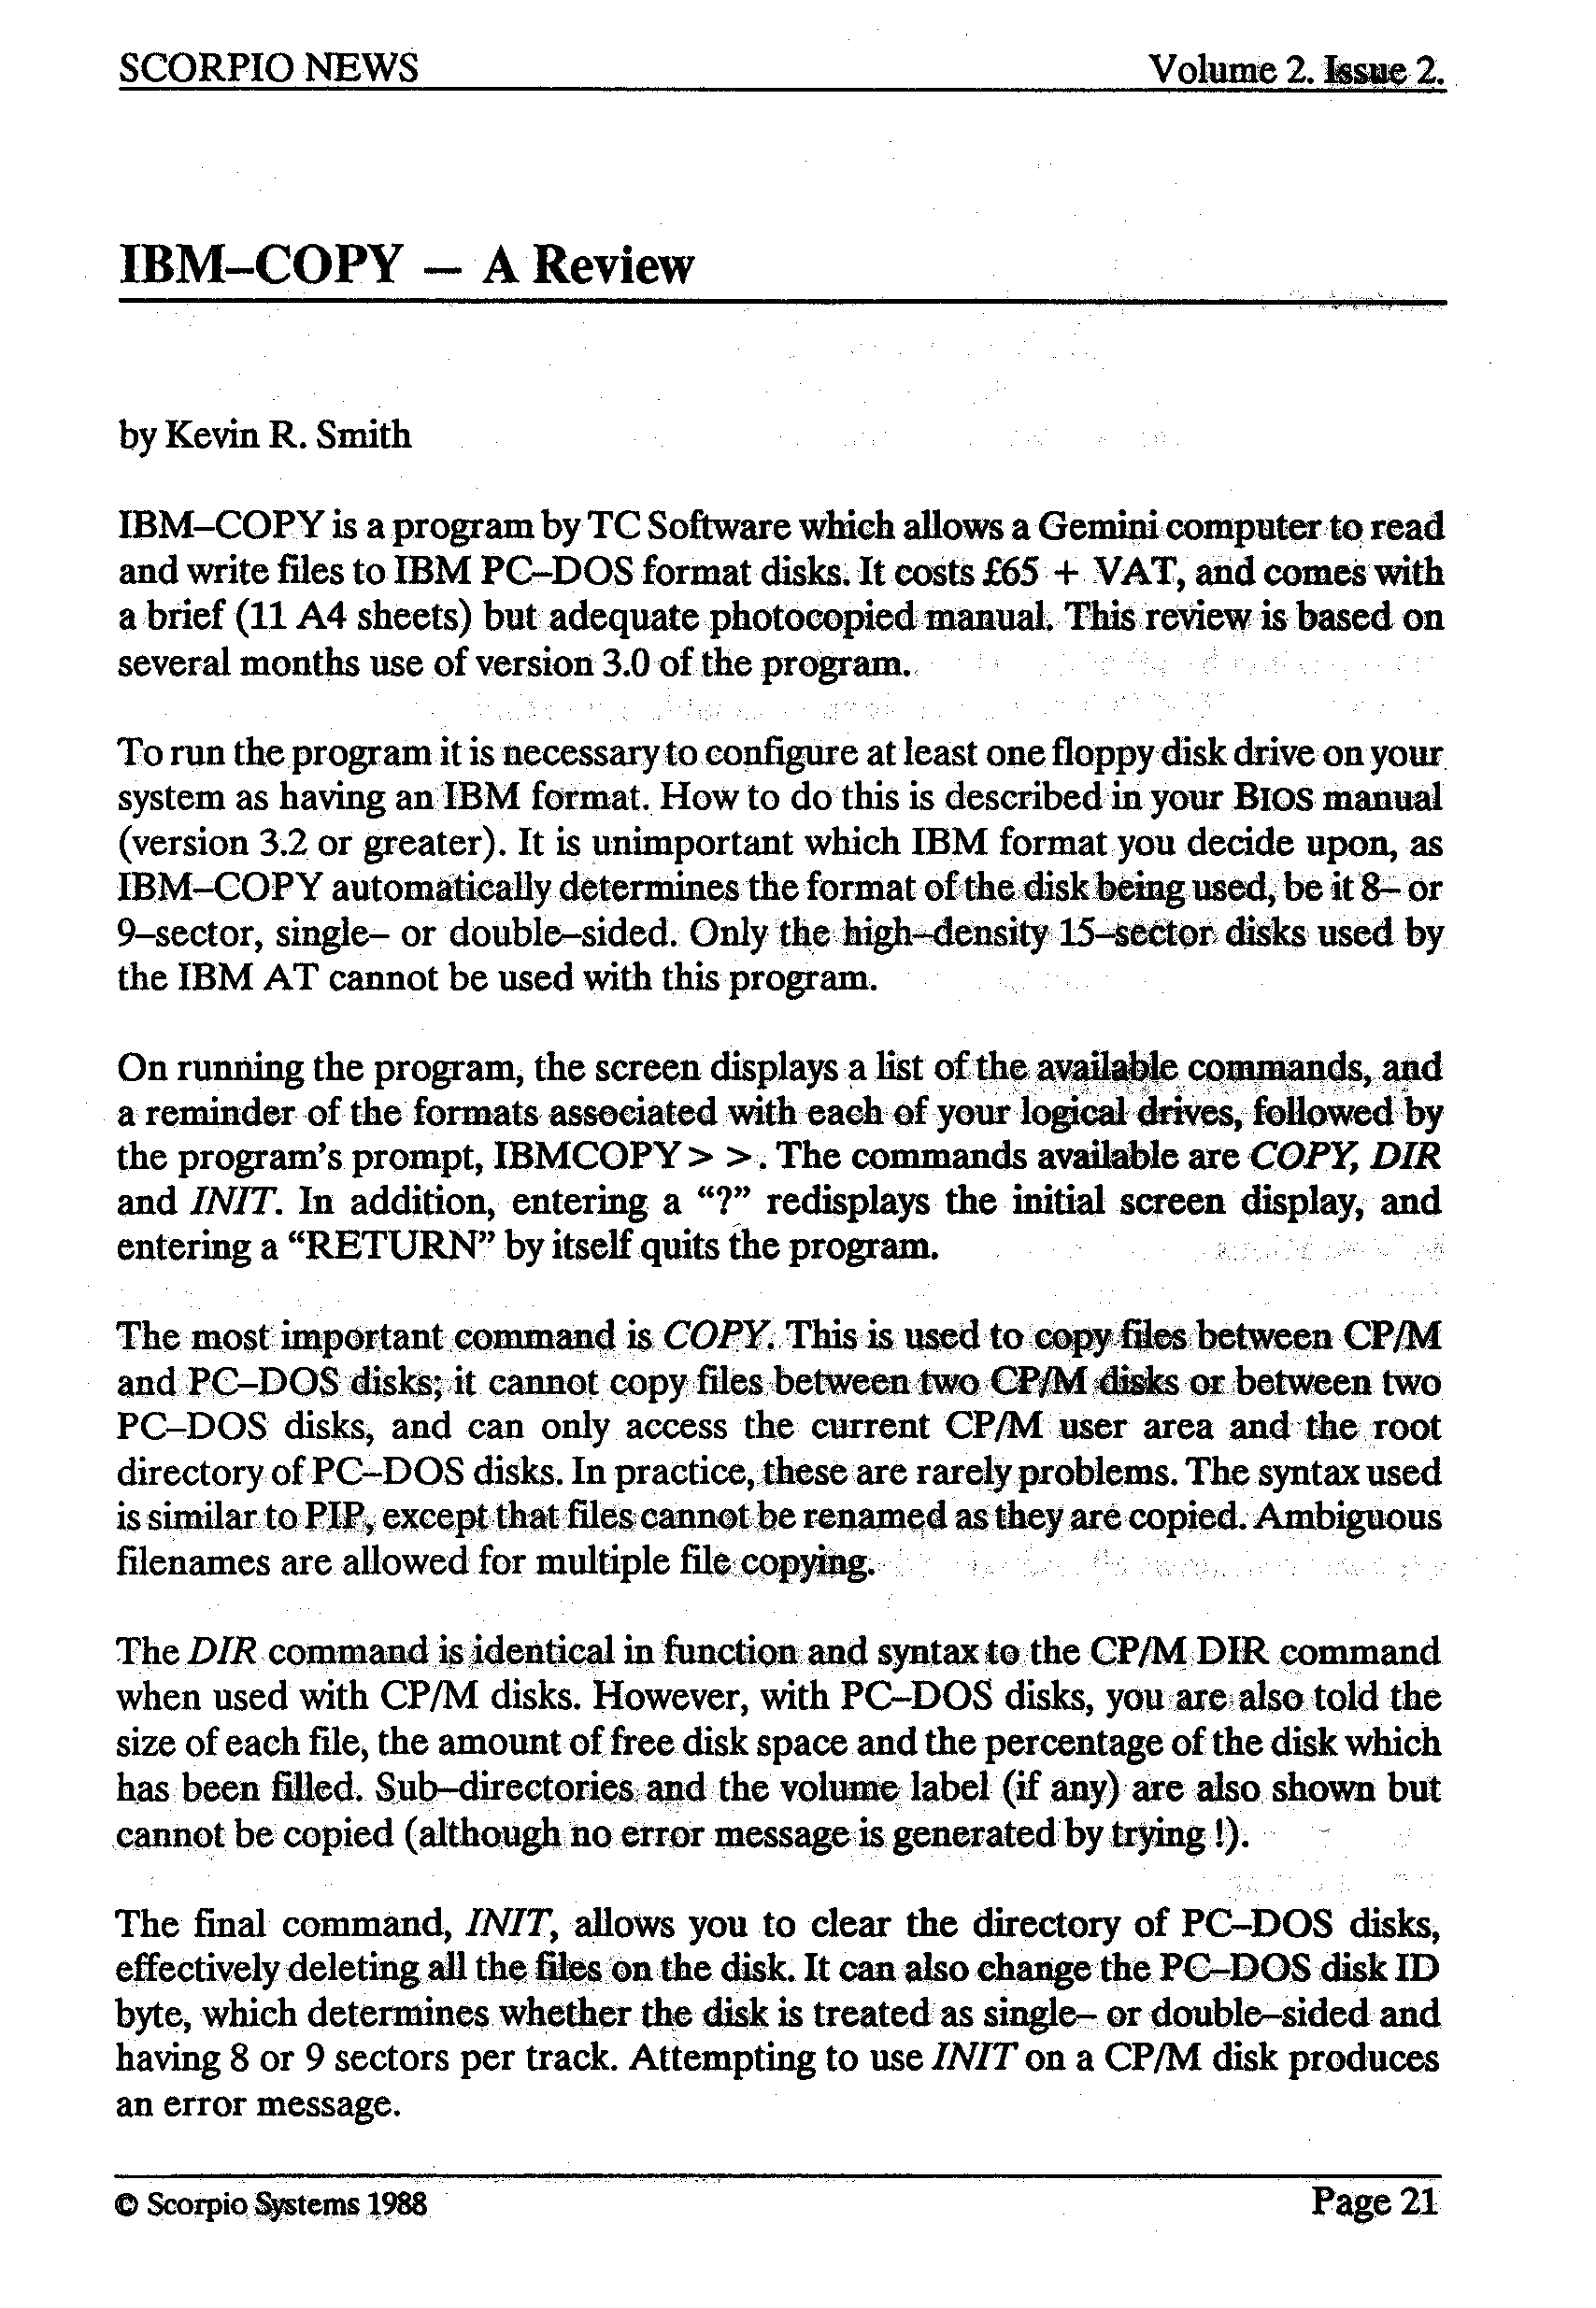 SCORPIO NEWS Volume 2. Issue 2.
IBM–COPY – A Review
by Kevin R. Smith
IBM–COPY is a program by TC Software which allows a Gemini computer to read
and write files to IBM PC–DOS format disks. It costs £65 + VAT, and comes with
a brief (11 A4 sheets) but adequate photocopied manual. This review is based on
several months use of version 3.0 of the program.
To run the program it is necessary to configure at least one floppy disk drive on your
system as having an IBM format. How to do this is described in your BIOS manual
(version 3.2 or greater). It is unimportant which IBM format you decide upon, as
IBM–COPY automatically determines the format of the disk being used, be it 8– or
9–sector, single– or double–sided. Only the high–density 15–sector disks used by
the IBM AT cannot be used with this program.
On running the program, the screen displays a list of the available commands, and
a reminder of the formats associated with each of your logical drives, followed by
the program's prompt, IBMCOPY> >. The commands available are COPY, DIR
and INIT. In addition, entering a “?” redisplays the initial screen display, and
entering a “RETURN” by itself quits the program.
The most important command is COPY. This is used to copy files between CP/M
and PC–DOS disks; it cannot copy files between two CP/M disks or between two
PC–DOS disks, and can only access the current CP/M user area and the root
directory of PC–DOS disks. In practice, these are rarely problems. The syntax used
is similar to PIP, except that files cannot be renamed as they are copied. Ambiguous
filenames are allowed for multiple file copying.
The DIR command is identical in function and syntax to the CP/M DIR command
when used with CP/M disks. However, with PC–DOS disks, you are also told the
size of each file, the amount of free disk space and the percentage of the disk which
has been filled. Sub–directories and the volume label (if any) are also shown but
cannot be copied (although no error message is generated by trying !).
The final command, INIT, allows you to clear the directory of PC–DOS disks,
effectively deleting all the files on the disk. It can also change the PC–DOS disk ID
byte, which determines whether the disk is treated as single– or double–sided and
having 8 or 9 sectors per track. Attempting to use INIT on a CP/M disk produces
an error message.
© Scorpio Systems 1988 Page 21